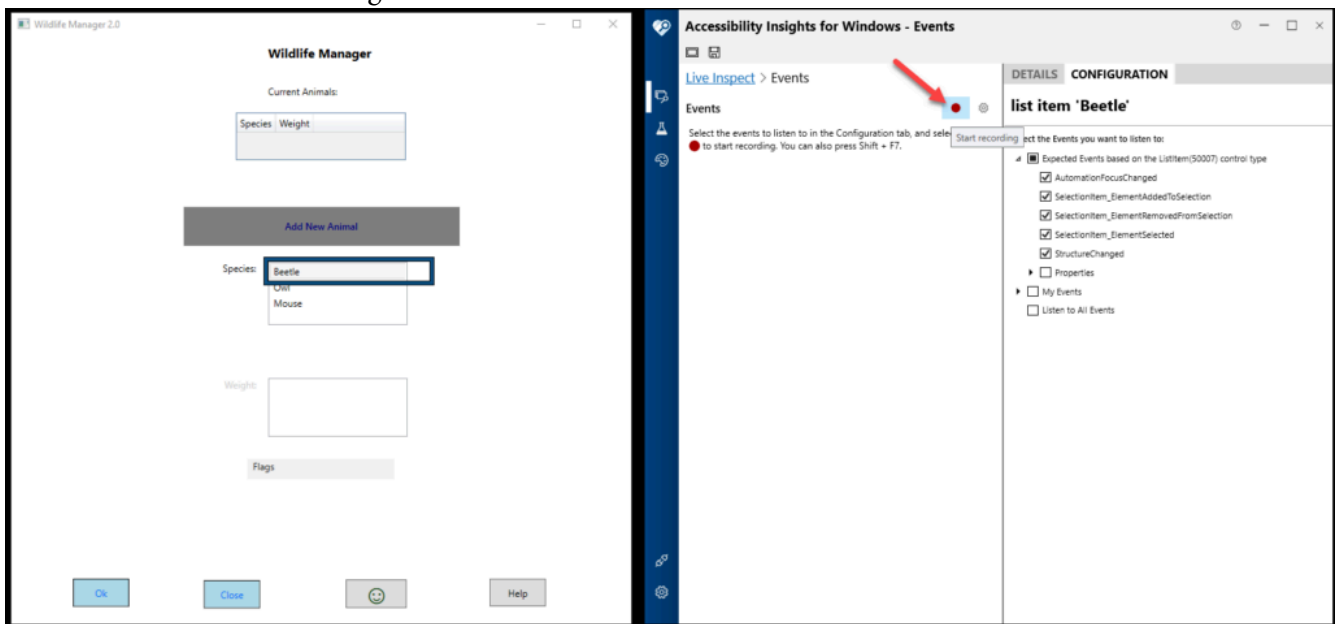 Wildlife Manager 2.0
Wildlife Manager
Current Animals:
Species Weight
Add New Animal
Species:
Beetle
Owl
Mouse
Weight:
Flags
Ok
Close
Help
Accessibility Insights for Windows - Events
Live Inspect > Events
Events
Select the events to listen to in the Configuration tab, and sele
to start recording. You can also press Shift + F7.
Start recording
DETAILS CONFIGURATION
list item 'Beetle'
ect the Events you want to listen to:
Expected Events based on the ListItem(50007) control type
AutomationFocusChanged
SelectionItem_ElementAddedToSelection
SelectionItem_ElementRemovedFromSelection
SelectionItem_ElementSelected
StructureChanged
Properties
My Events
Listen to All Events